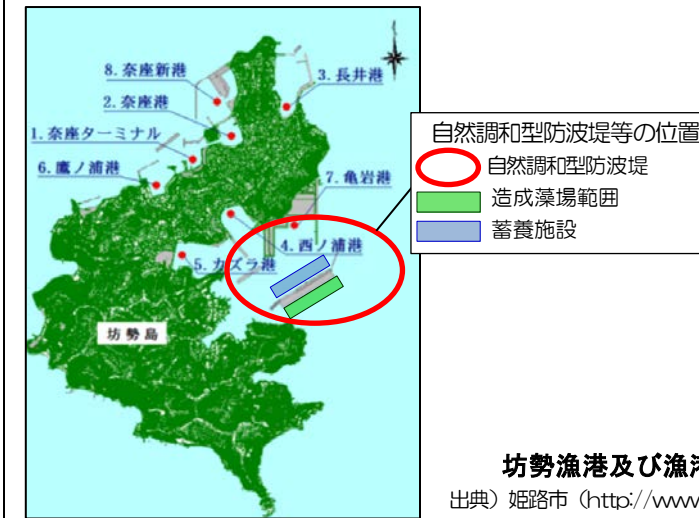 8.奈座新港
3.長井港
2.奈座港
1.奈座ターミナル
6.鷹ノ浦港
7.亀岩港
4.西ノ浦港
5.カズラ港
坊勢島
自然調和型防波堤等の位置
自然調和型防波堤
造成藻場範囲
蓄養施設
坊勢漁港及び漁
出典）姫路市（http://www